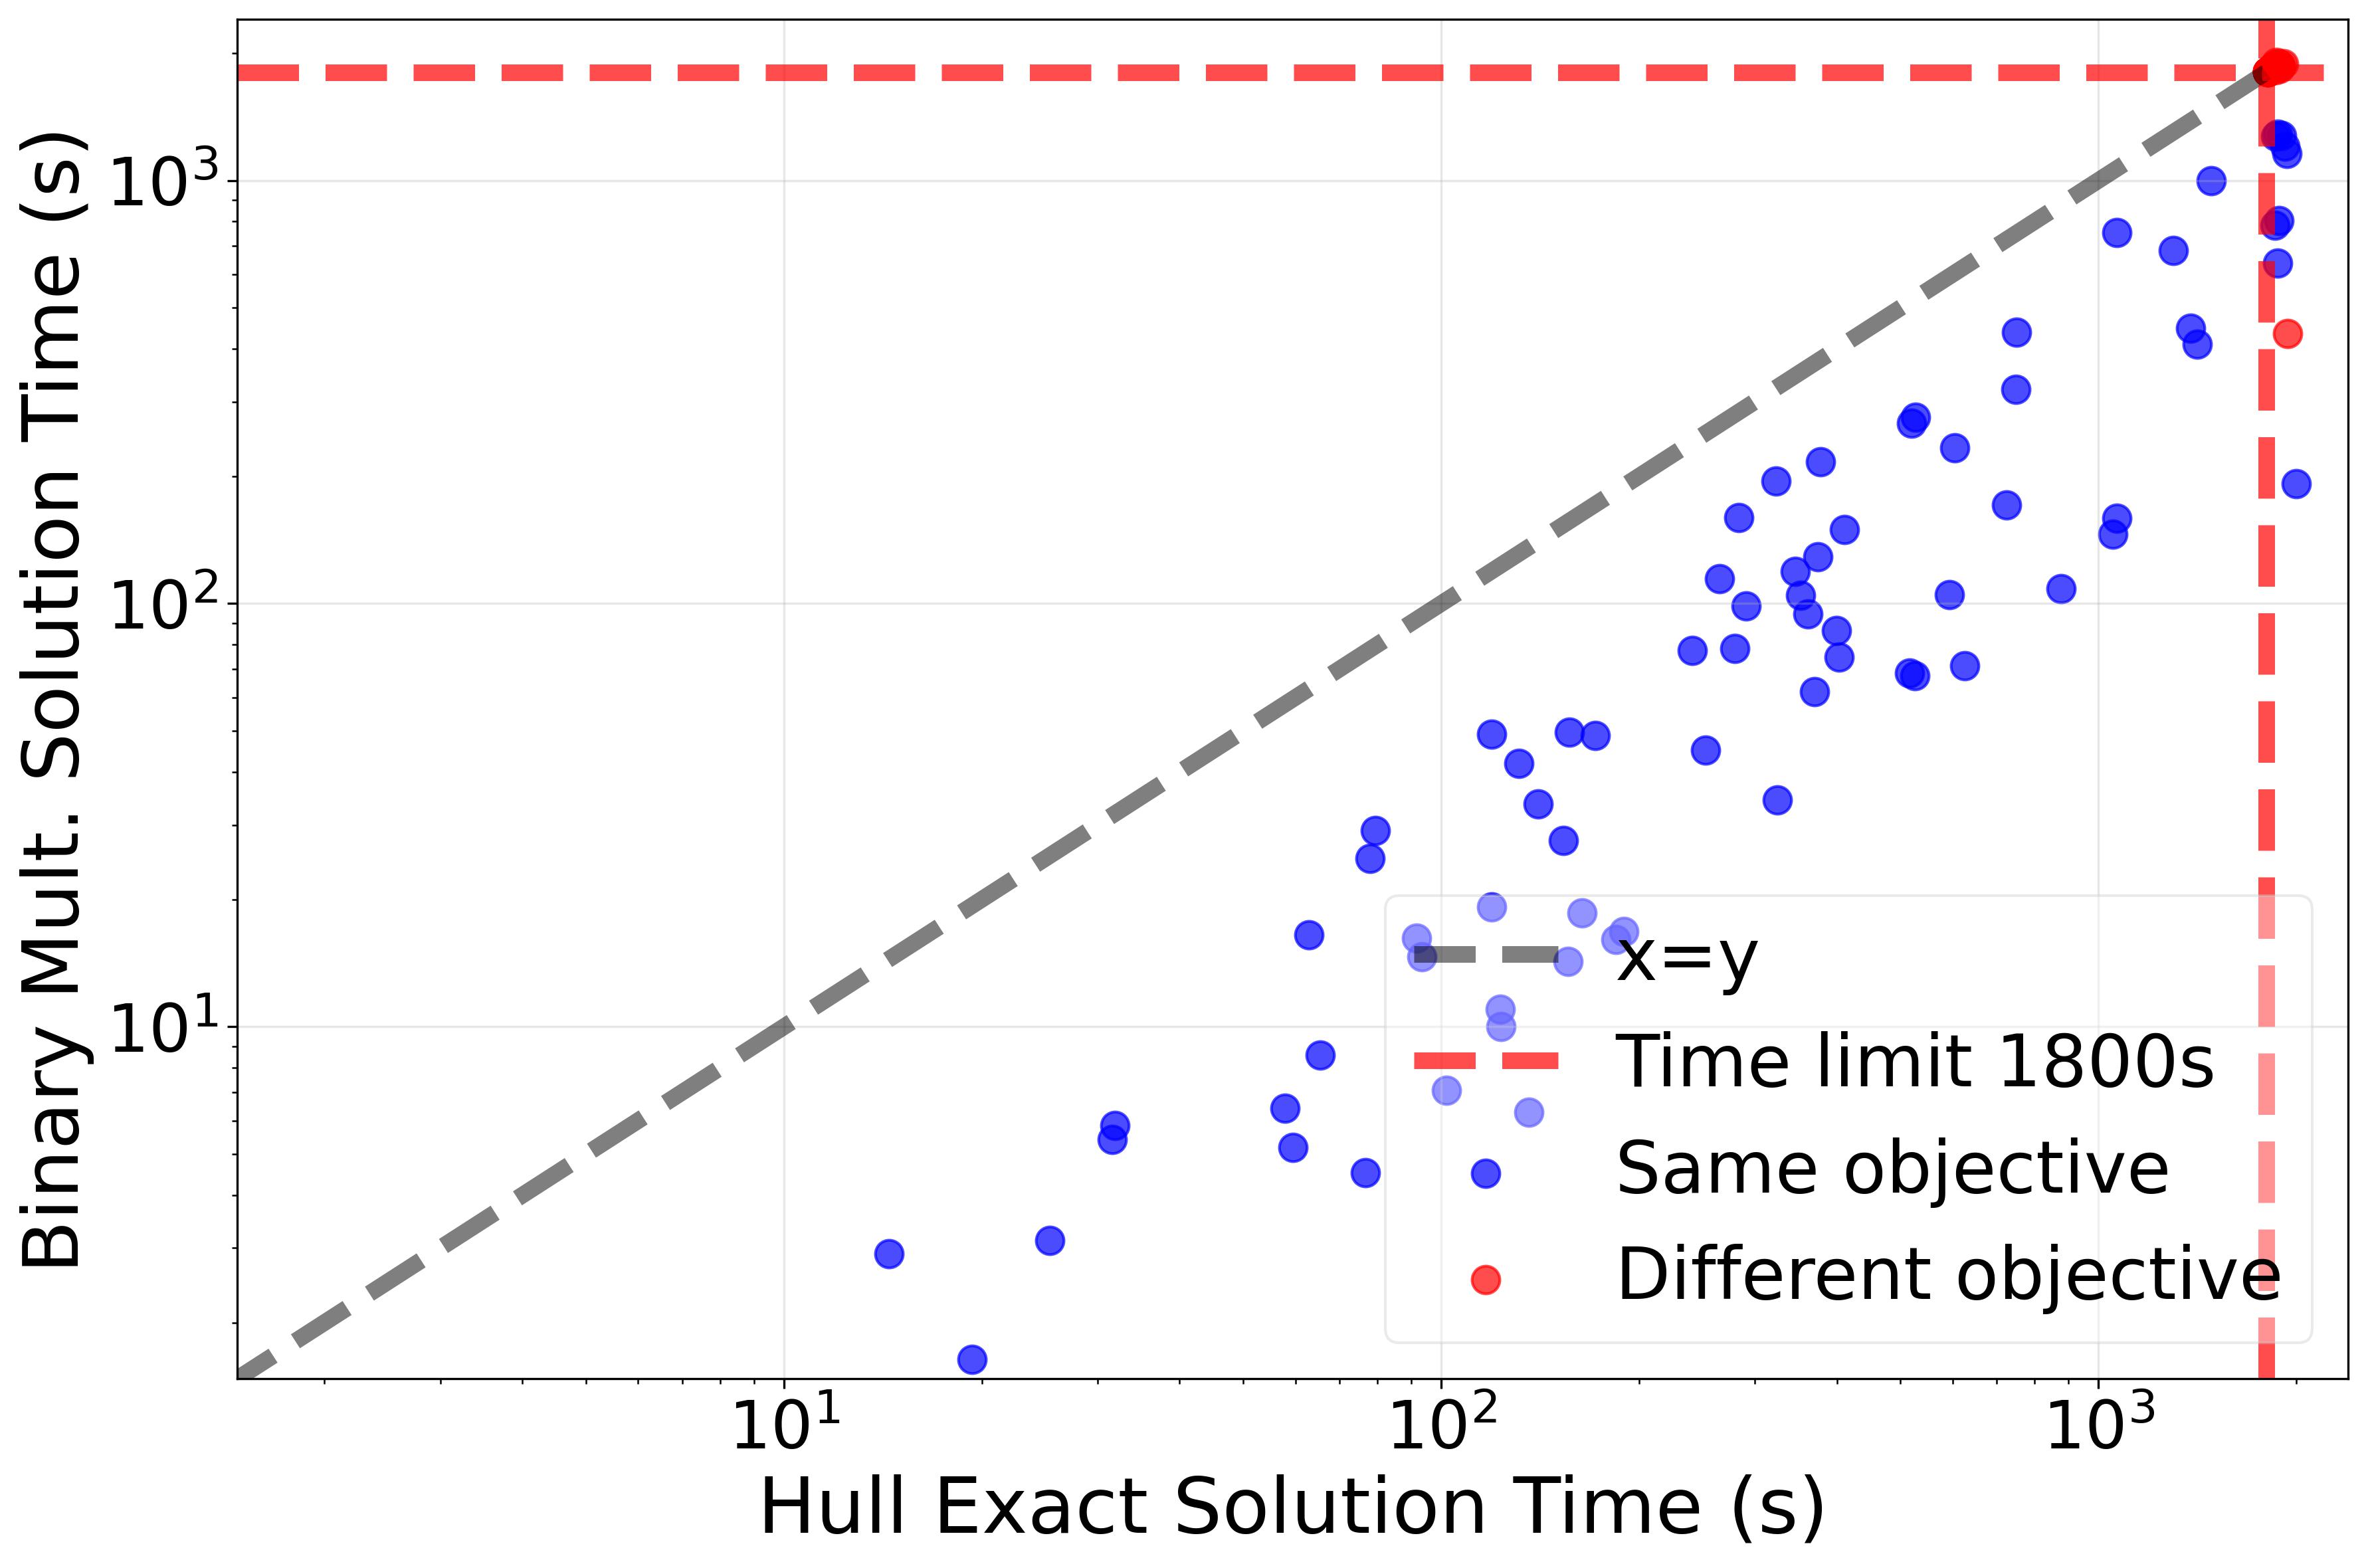 Binary Mult. Solution Time (s)
10³
10²
10¹
x=y
Time limit 1800s
Same objective
Different objective
10¹
10²
10³
Hull Exact Solution Time (s)